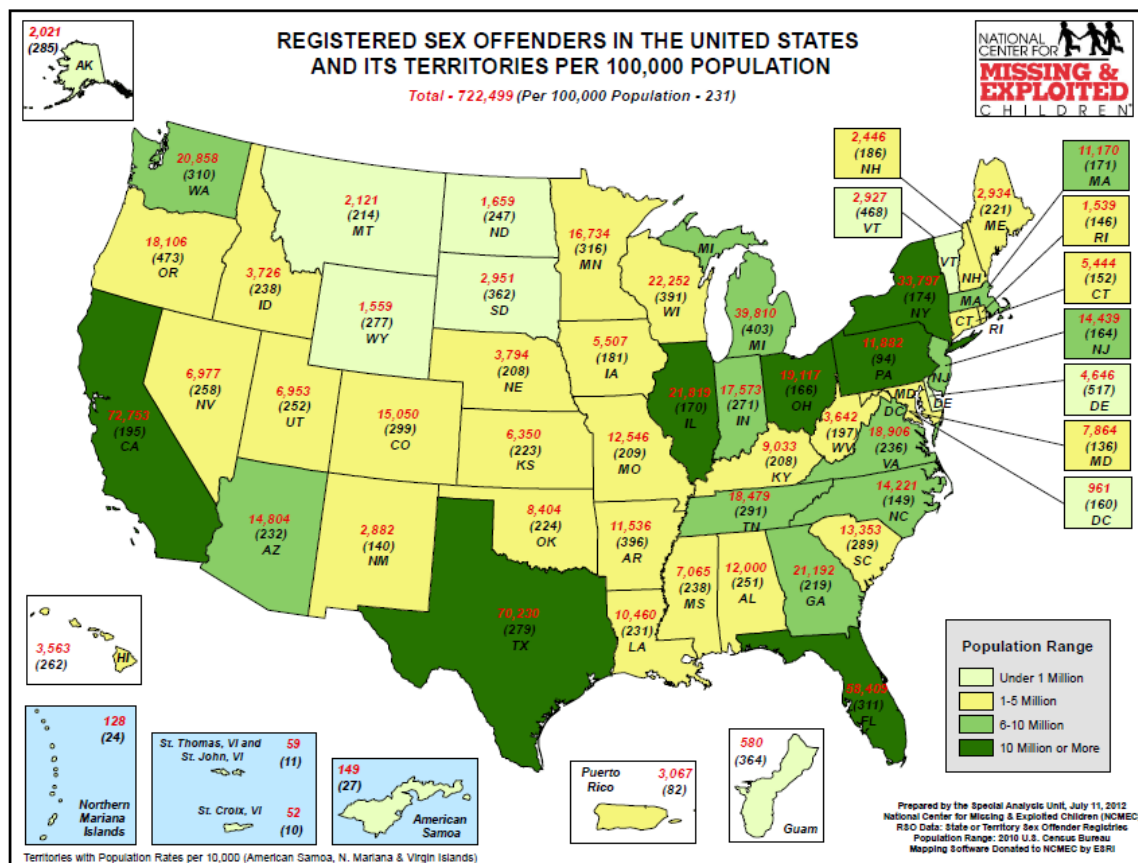 REGISTERED SEX OFFENDERS IN THE UNITED STATES
AND ITS TERRITORIES PER 100,000 POPULATION
Total - 722,499 (Per 100,000 Population - 231)
NATIONAL
CENTER FOR
MISSING &
EXPLOITED
CHILDREN
2,021
(285)
AK
20,858
(310)
WA
2,121
(214)
MT
1,659
(247)
ND
16,734
(316)
MN
18,106
(473)
OR
3,726
(238)
ID
1,559
(277)
WY
2,951
(362)
SD
22,252
(391)
WI
MI
39,810
(403)
MI
2,446
(186)
NH
2,927
(468)
VT
2,934
(221)
ME
11,170
(171)
MA
1,539
(146)
RI
5,444
(152)
CT
14,439
(164)
NJ
4,646
(517)
DE
7,864
(136)
MD
961
(160)
DC
VT
NH
MA
CT
RI
NJ
MD
DE
DC
33,797
(174)
NY
11,882
(94)
PA
72,753
(195)
CA
6,977
(258)
NV
6,953
(252)
UT
15,050
(299)
CO
3,794
(208)
NE
5,507
(181)
IA
21,819
(170)
IL
17,573
(271)
IN
19,117
(166)
OH
3,642
(197)
WV
18,906
(236)
VA
6,350
(223)
KS
12,546
(209)
MO
9,033
(208)
KY
14,804
(232)
AZ
2,882
(140)
NM
8,404
(224)
OK
11,536
(396)
AR
18,479
(291)
TN
14,221
(149)
NC
13,353
(289)
SC
70,230
(279)
TX
10,460
(231)
LA
7,065
(238)
MS
12,000
(251)
AL
21,192
(219)
GA
(311)
FL
3,563
(262)
HI
128
(24)
Northern
Mariana
Islands
St. Thomas, VI and
St. John, VI
59
(11)
St. Croix, VI
52
(10)
149
(27)
American
Samoa
Puerto
Rico
3,067
(82)
580
(364)
Guam
Population Range
Under 1 Million
1-5 Million
6-10 Million
10 Million or More
Prepared by the Special Analysis Unit, July 11, 2012
National Center for Missing & Exploited Children (NCMEC)
RSO Data: State or Territory Sex Offender Registries
Population Range: 2010 U.S. Census Bureau
Mapping Software Donated to NCMEC by ESRI
Territories with Population Rates per 10,000 (American Samoa, N. Mariana & Virgin Islands)